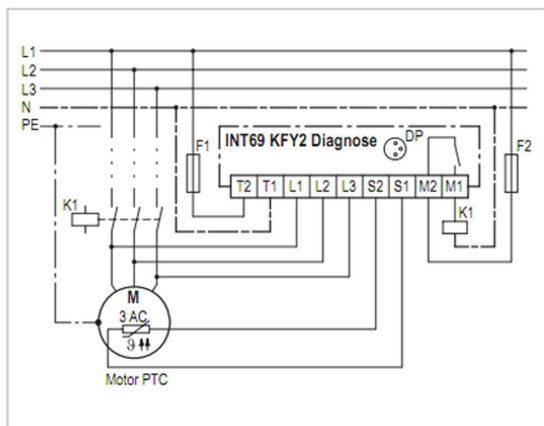 L1
L2
L3
N
PE
F1
INT69 KFY2 Diagnose
DP
F2
T2 T1 L1 L2 L3 S2 S1 M2 M1
K1
K1
M
3 AC
ϑ
Motor PTC